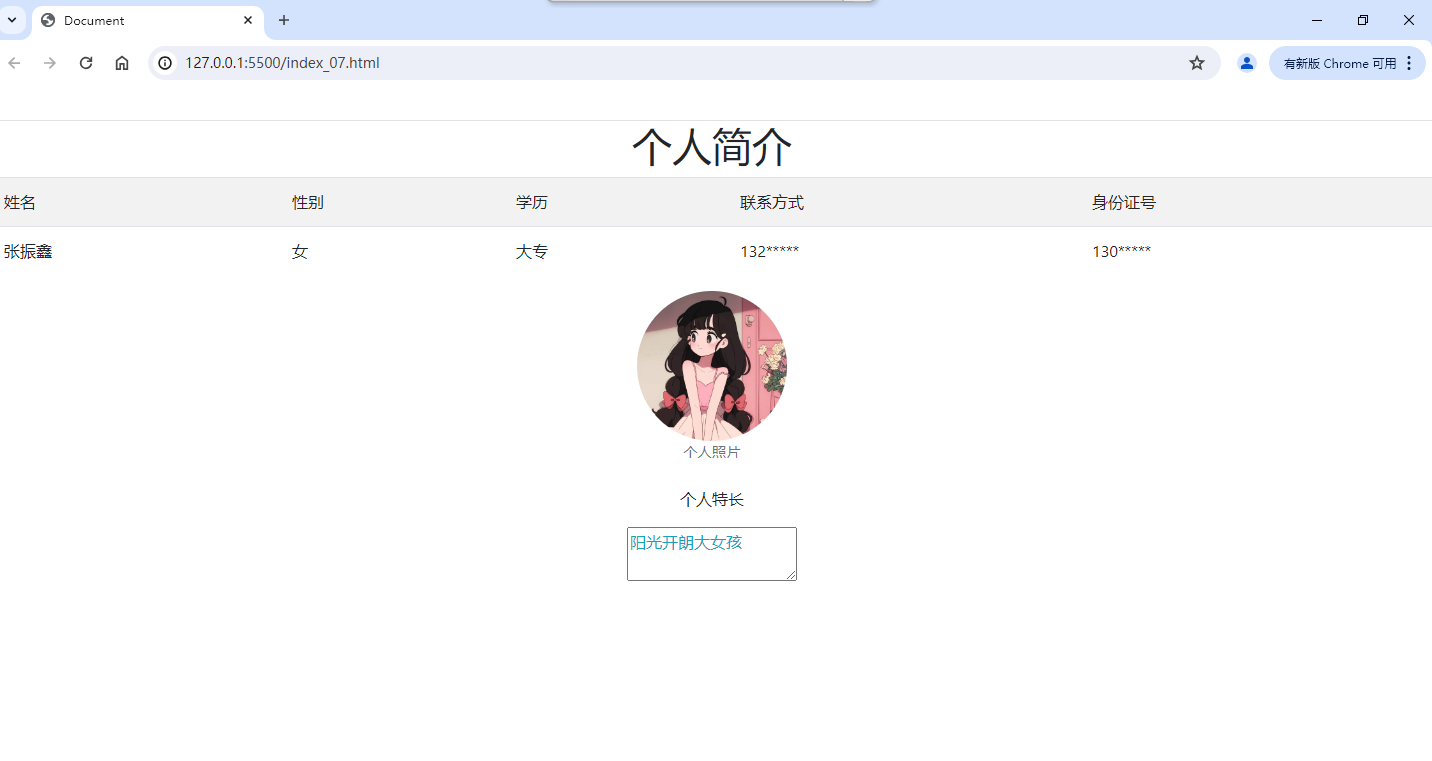 Document
127.0.0.1:5500/index_07.html
有新版 Chrome 可用
个人简介
姓名 性别 学历 联系方式 身份证号
张振鑫 女 大专 132***** 130*****
个人照片
个人特长
阳光开朗大女孩